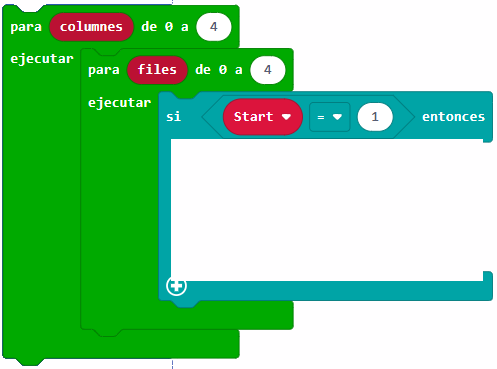 para columnes de 0 a 4
ejecutar
para files de 0 a 4
ejecutar
si Start = 1 entonces